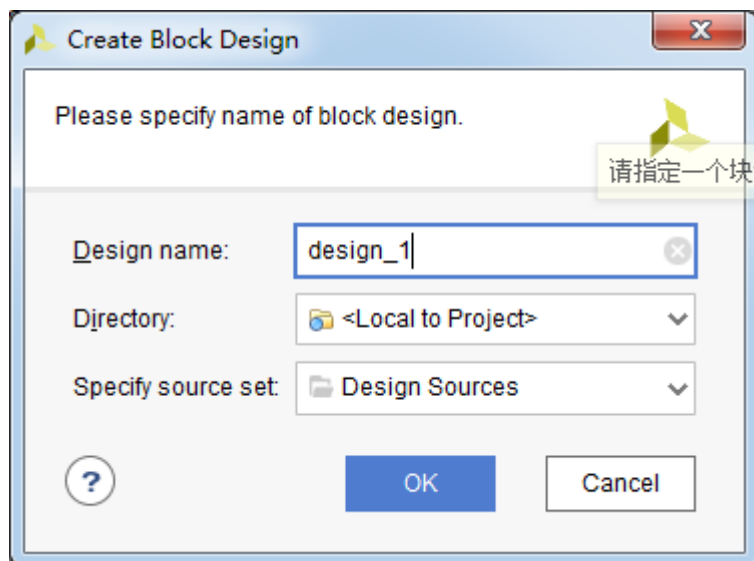 Create Block Design
Please specify name of block design.
请指定一个块
Design name: design_1
Directory: <Local to Project>
Specify source set: Design Sources
? OK Cancel